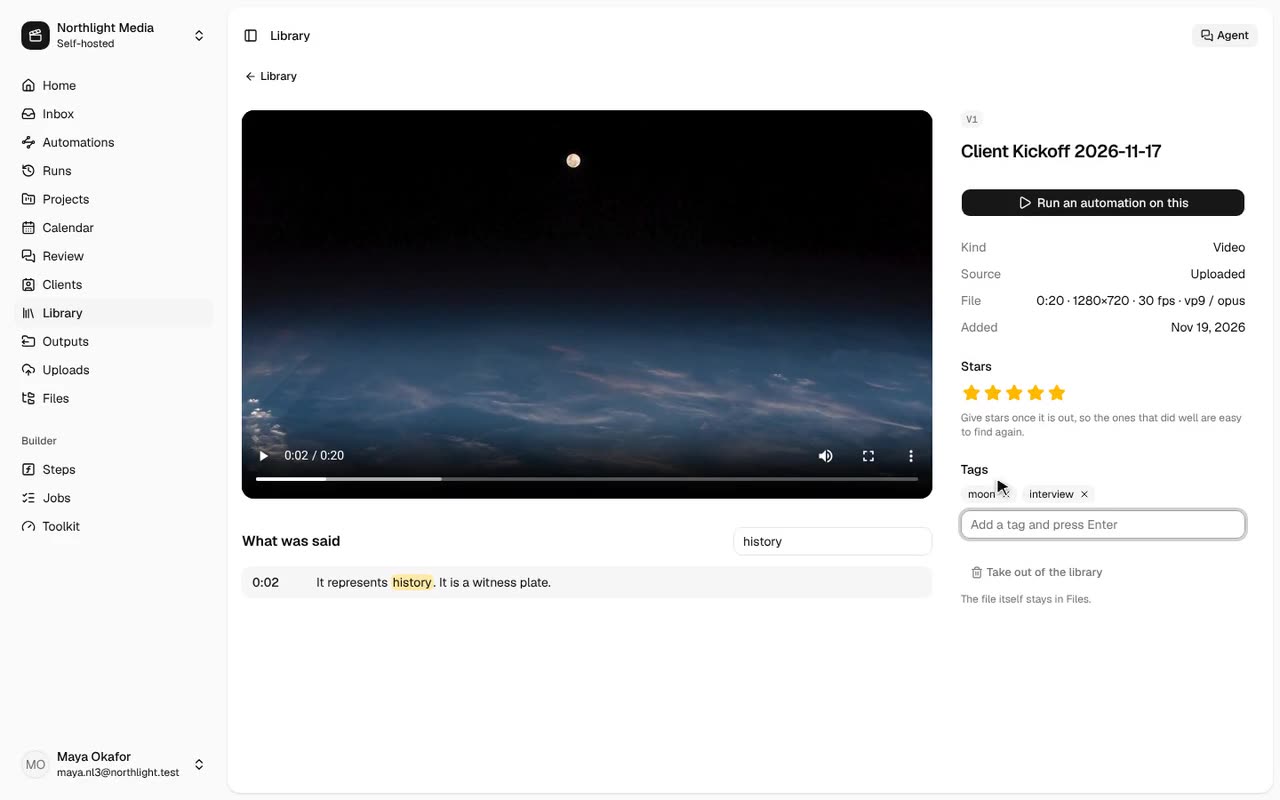 Northlight Media
Self-hosted
Home
Inbox
Automations
Runs
Projects
Calendar
Review
Clients
Library
Outputs
Uploads
Files
Builder
Steps
Jobs
Toolkit
MO
Maya Okafor
maya.nl3@northlight.test
Library
Agent
Library
0:02 / 0:20
What was said
history
0:02 It represents history. It is a witness plate.
V1
Client Kickoff 2026-11-17
Run an automation on this
Kind Video
Source Uploaded
File 0:20 · 1280×720 · 30 fps · vp9 / opus
Added Nov 19, 2026
Stars
Give stars once it is out, so the ones that did well are easy
to find again.
Tags
moon interview
Add a tag and press Enter
Take out of the library
The file itself stays in Files.